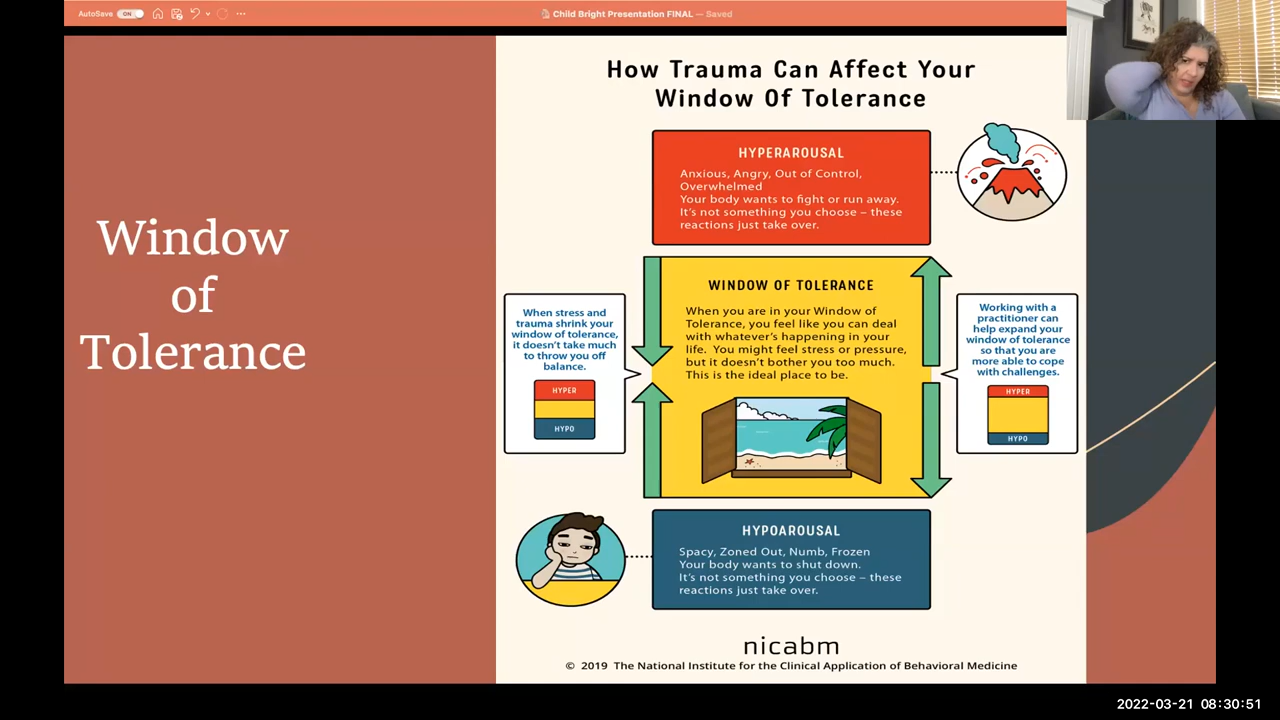 AutoSave ON
Child Bright Presentation FINAL — Saved
Window
of
Tolerance
How Trauma Can Affect Your
Window Of Tolerance
HYPERAROUSAL
Anxious, Angry, Out of Control,
Overwhelmed
Your body wants to fight or run away.
It's not something you choose – these
reactions just take over.
When stress and
trauma shrink your
window of tolerance,
it doesn't take much
to throw you off
balance.
HYPER
HYPO
WINDOW OF TOLERANCE
When you are in your Window of
Tolerance, you feel like you can deal
with whatever's happening in your
life. You might feel stress or pressure,
but it doesn't bother you too much.
This is the ideal place to be.
Working with a
practitioner can
help expand your
window of tolerance
so that you are
more able to cope
with challenges.
HYPER
HYPO
HYPOAROUSAL
Spacy, Zoned Out, Numb, Frozen
Your body wants to shut down.
It's not something you choose – these
reactions just take over.
nicabm
© 2019 The National Institute for the Clinical Application of Behavioral Medicine
2022-03-21 08:30:51